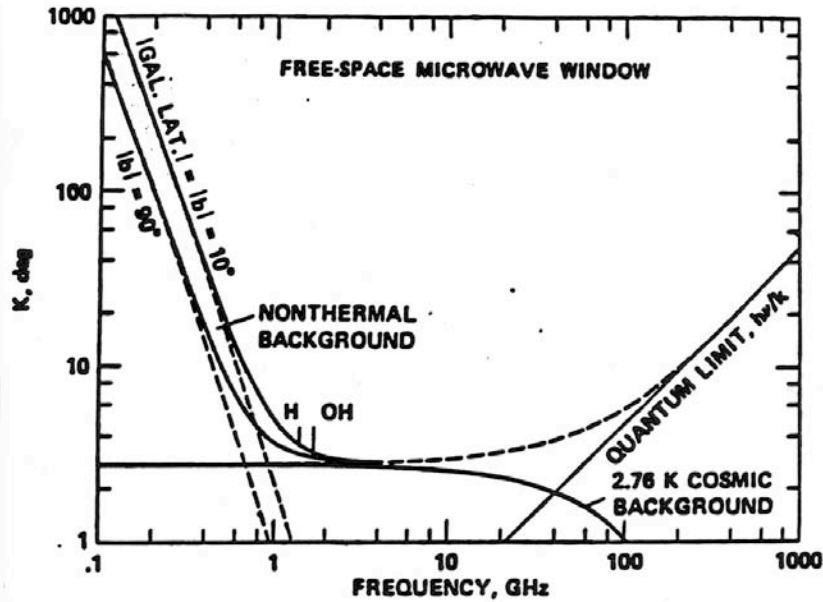 FREE-SPACE MICROWAVE WINDOW
1000
100
10
1
K, deg
|GAL. LAT.| = |b| = 10°
|b| = 90°
NONTHERMAL
BACKGROUND
H OH
QUANTUM LIMIT, hν/k
2.76 K COSMIC
BACKGROUND
.1 1 10 100 1000
FREQUENCY, GHz